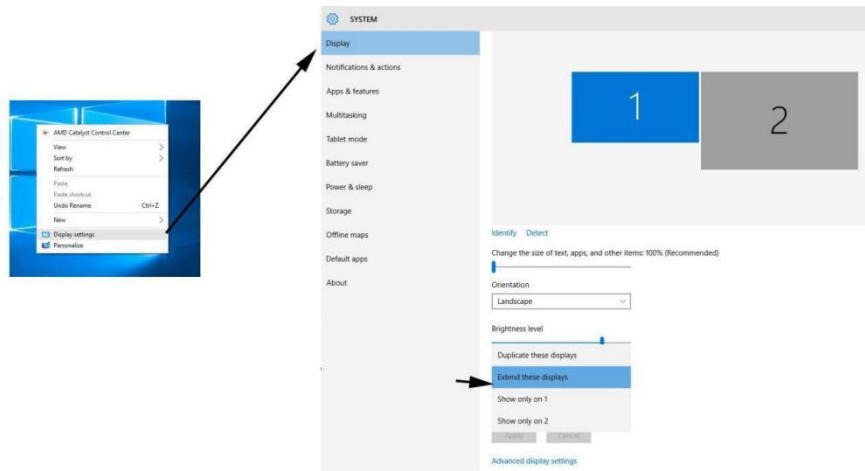 AMD Catalyst Control Center
View
Sort by
Refresh
Paste
Paste shortcut
Undo Rename Ctrl+Z
New
Display settings
Personalize
SYSTEM
Display
Notifications & actions
Apps & features
Multitasking
Tablet mode
Battery saver
Power & sleep
Storage
Offline maps
Default apps
About
1
2
Identify Detect
Change the size of text, apps, and other items: 100% (Recommended)
Orientation
Landscape
Brightness level
Duplicate these displays
Extend these displays
Show only on 1
Show only on 2
Apply Cancel
Advanced display settings